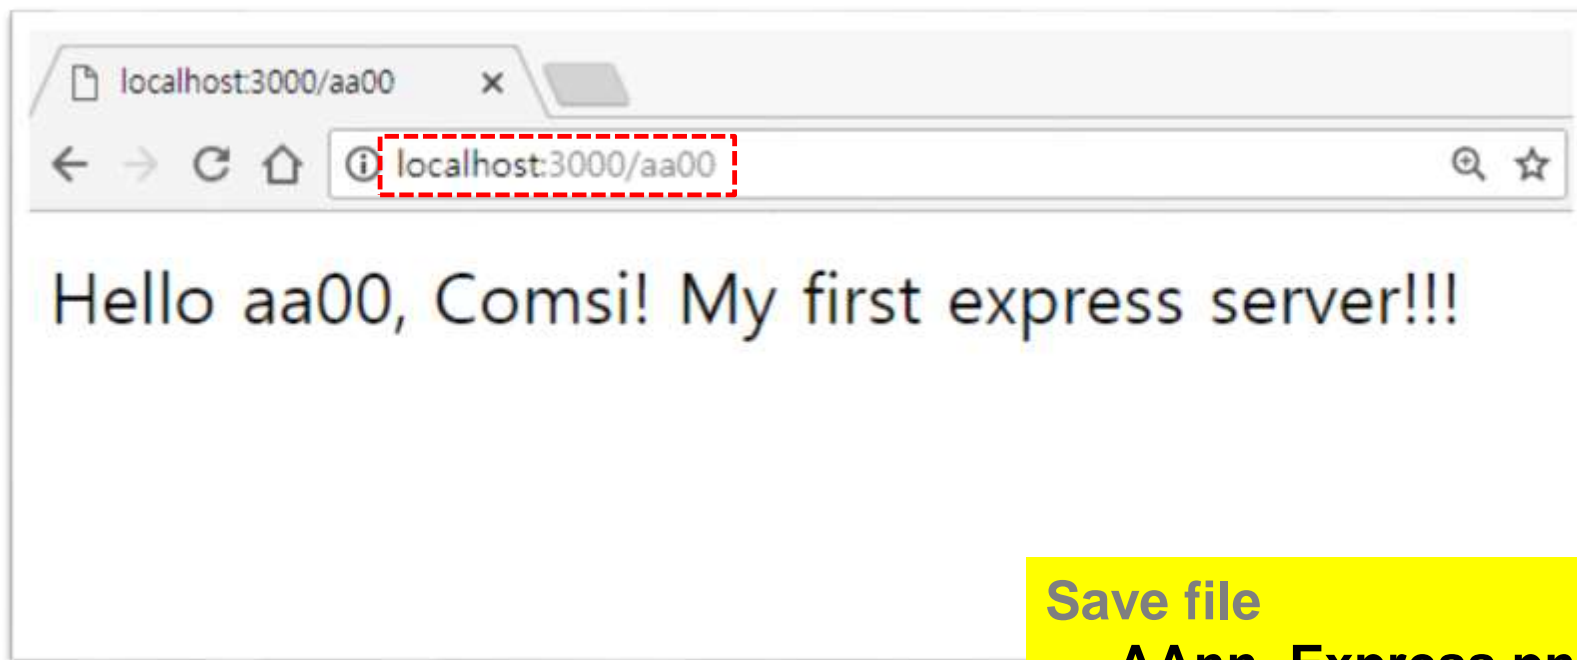 localhost:3000/aa00
localhost:3000/aa00
Hello aa00, Comsi! My first express server!!!
Save file